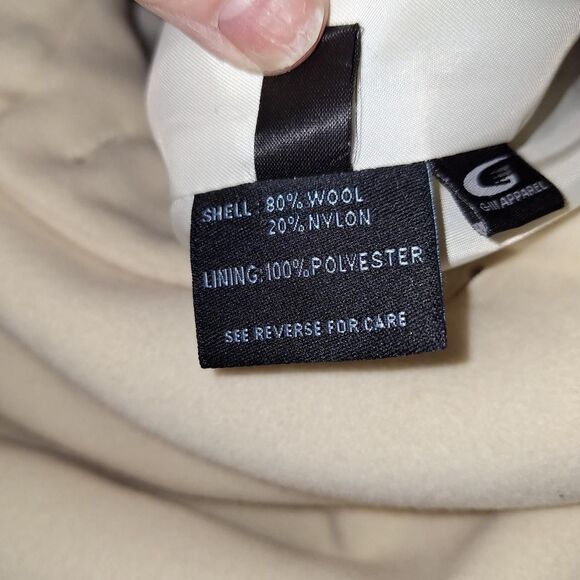 SHELL: 80% WOOL
20% NYLON
LINING: 100% POLYESTER
SEE REVERSE FOR CARE
G
G-III APPAREL